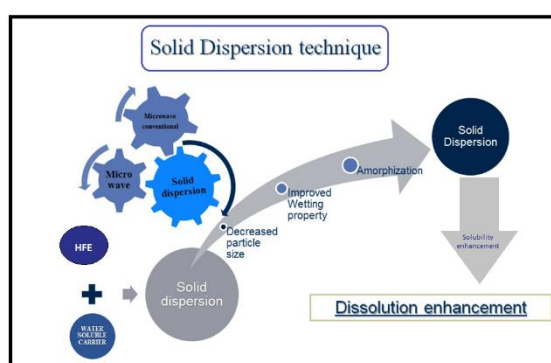 Solid Dispersion technique
Microwave
conventional
Micro
wave
Solid
dispersion
HFE
WATER
SOLUBLE
CARRIER
Solid
dispersion
Decreased
particle
size
Improved
Wetting
property
Amorphization
Solid
Dispersion
Solubility
enhancement
Dissolution enhancement